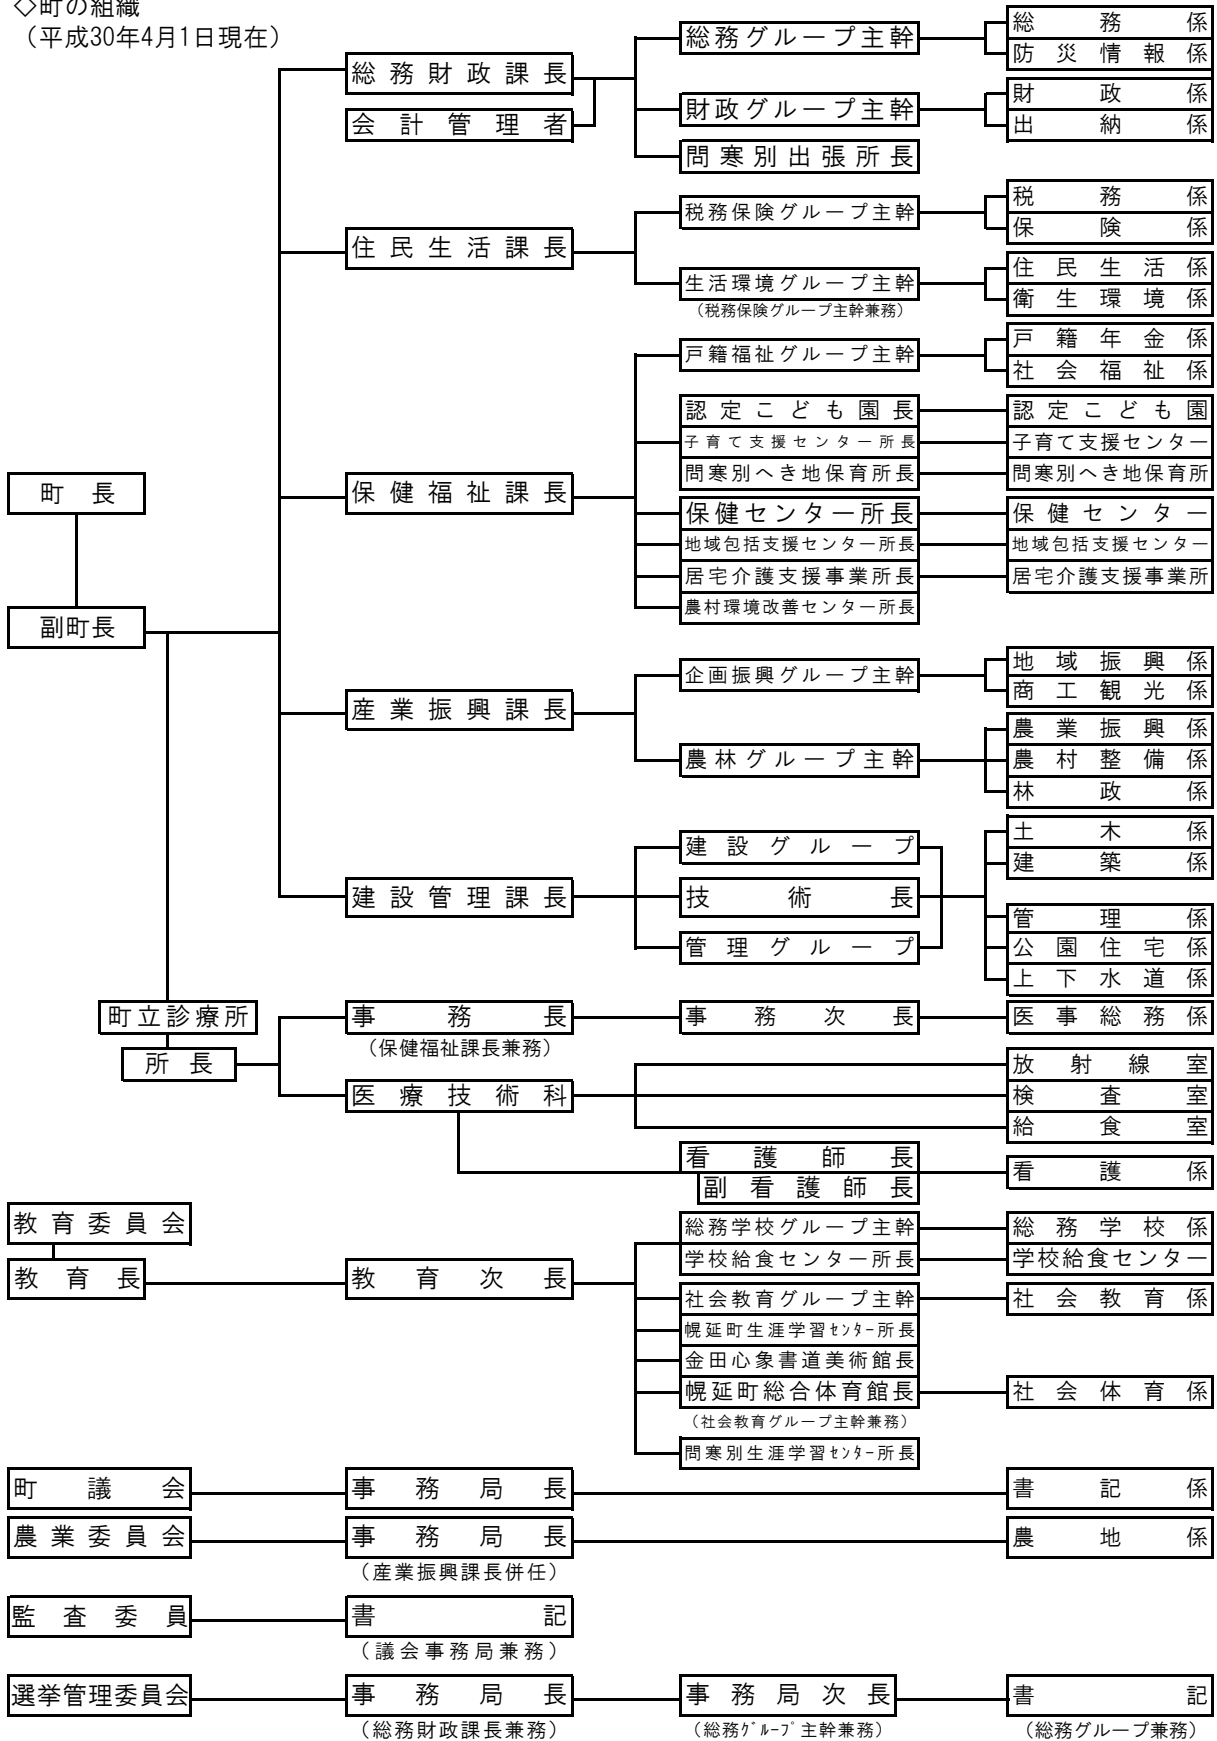 ◇町の組織
（平成30年4月1日現在）
総務グループ主幹
総務係
防災情報係
総務財政課長
会計管理者
財政グループ主幹
財政係
出納係
問寒別出張所長
税務保険グループ主幹
税務係
保険係
住民生活課長
生活環境グループ主幹
（税務保険グループ主幹兼務）
住民生活係
衛生環境係
戸籍福祉グループ主幹
戸籍年金係
社会福祉係
認定こども園長
認定こども園
子育て支援センター所長
子育て支援センター
問寒別へき地保育所長
問寒別へき地保育所
町長
保健福祉課長
保健センター所長
保健センター
地域包括支援センター所長
地域包括支援センター
居宅介護支援事業所長
居宅介護支援事業所
農村環境改善センター所長
副町長
企画振興グループ主幹
地域振興係
商工観光係
産業振興課長
農林グループ主幹
農業振興係
農村整備係
林政係
建設グループ
土木係
建築係
建設管理課長
技術長
管理グループ
管理係
公園住宅係
上下水道係
町立診療所
所長
事務長
（保健福祉課長兼務）
事務次長
医事総務係
医療技術科
放射線室
検査室
給食室
看護師長
副看護師長
看護係
教育委員会
教育長
教育次長
総務学校グループ主幹
総務学校係
学校給食センター所長
学校給食センター
社会教育グループ主幹
社会教育係
幌延町生涯学習ｾﾝﾀｰ所長
金田心象書道美術館長
幌延町総合体育館長
（社会教育グループ主幹兼務）
社会体育係
問寒別生涯学習ｾﾝﾀｰ所長
町議会
事務局長
書記係
農業委員会
事務局長
（産業振興課長併任）
農地係
監査委員
書記
（議会事務局兼務）
選挙管理委員会
事務局長
（総務財政課長兼務）
事務局次長
（総務ｸﾞﾙｰﾌﾟ主幹兼務）
書記
（総務グループ兼務）